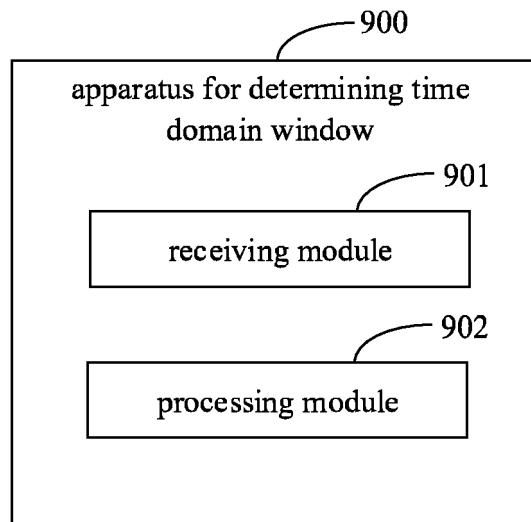 900
apparatus for determining time
domain window
901
receiving module
902
processing module